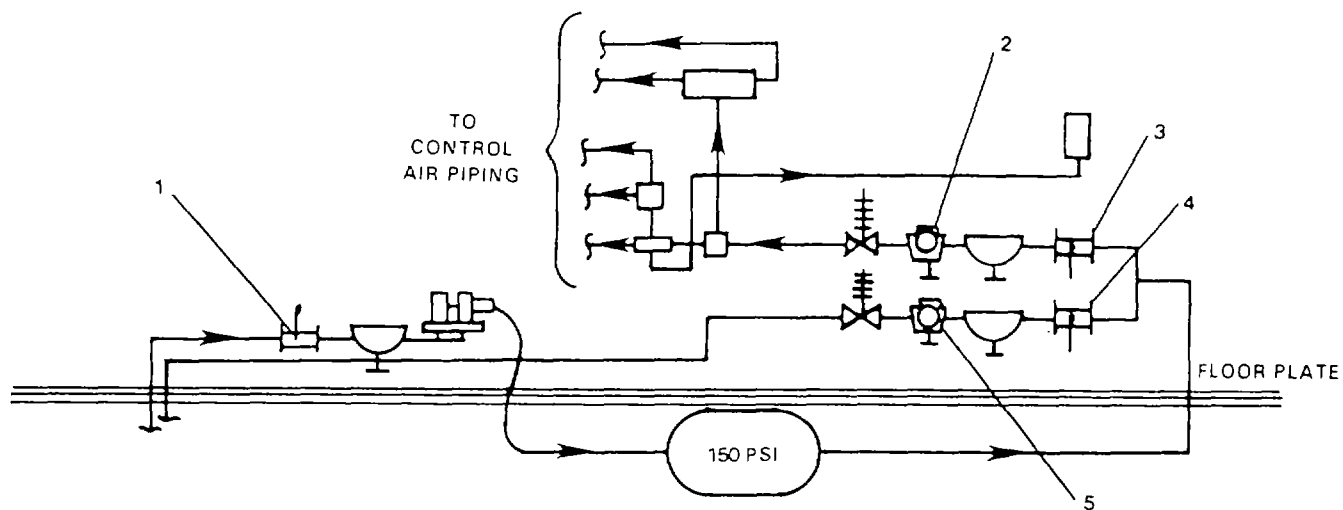 2
TO
CONTROL
AIR PIPING
3
1
4
FLOOR PLATE
150 PSI
5